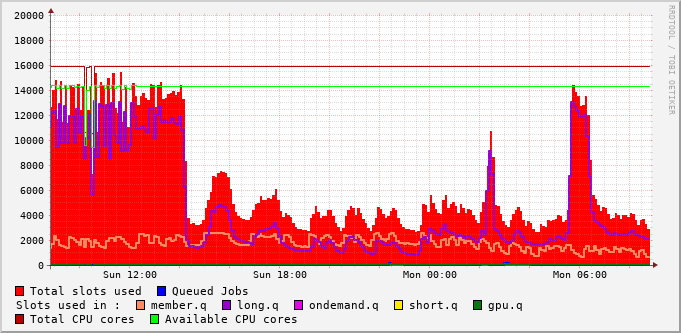 20000
18000
16000
14000
12000
10000
8000
6000
4000
2000
0
Sun 12:00 Sun 18:00 Mon 00:00 Mon 06:00
RRDTOOL / TOBI OETIKER
Total slots used Queued Jobs
Slots used in : member.q long.q ondemand.q short.q gpu.q
Total CPU cores Available CPU cores